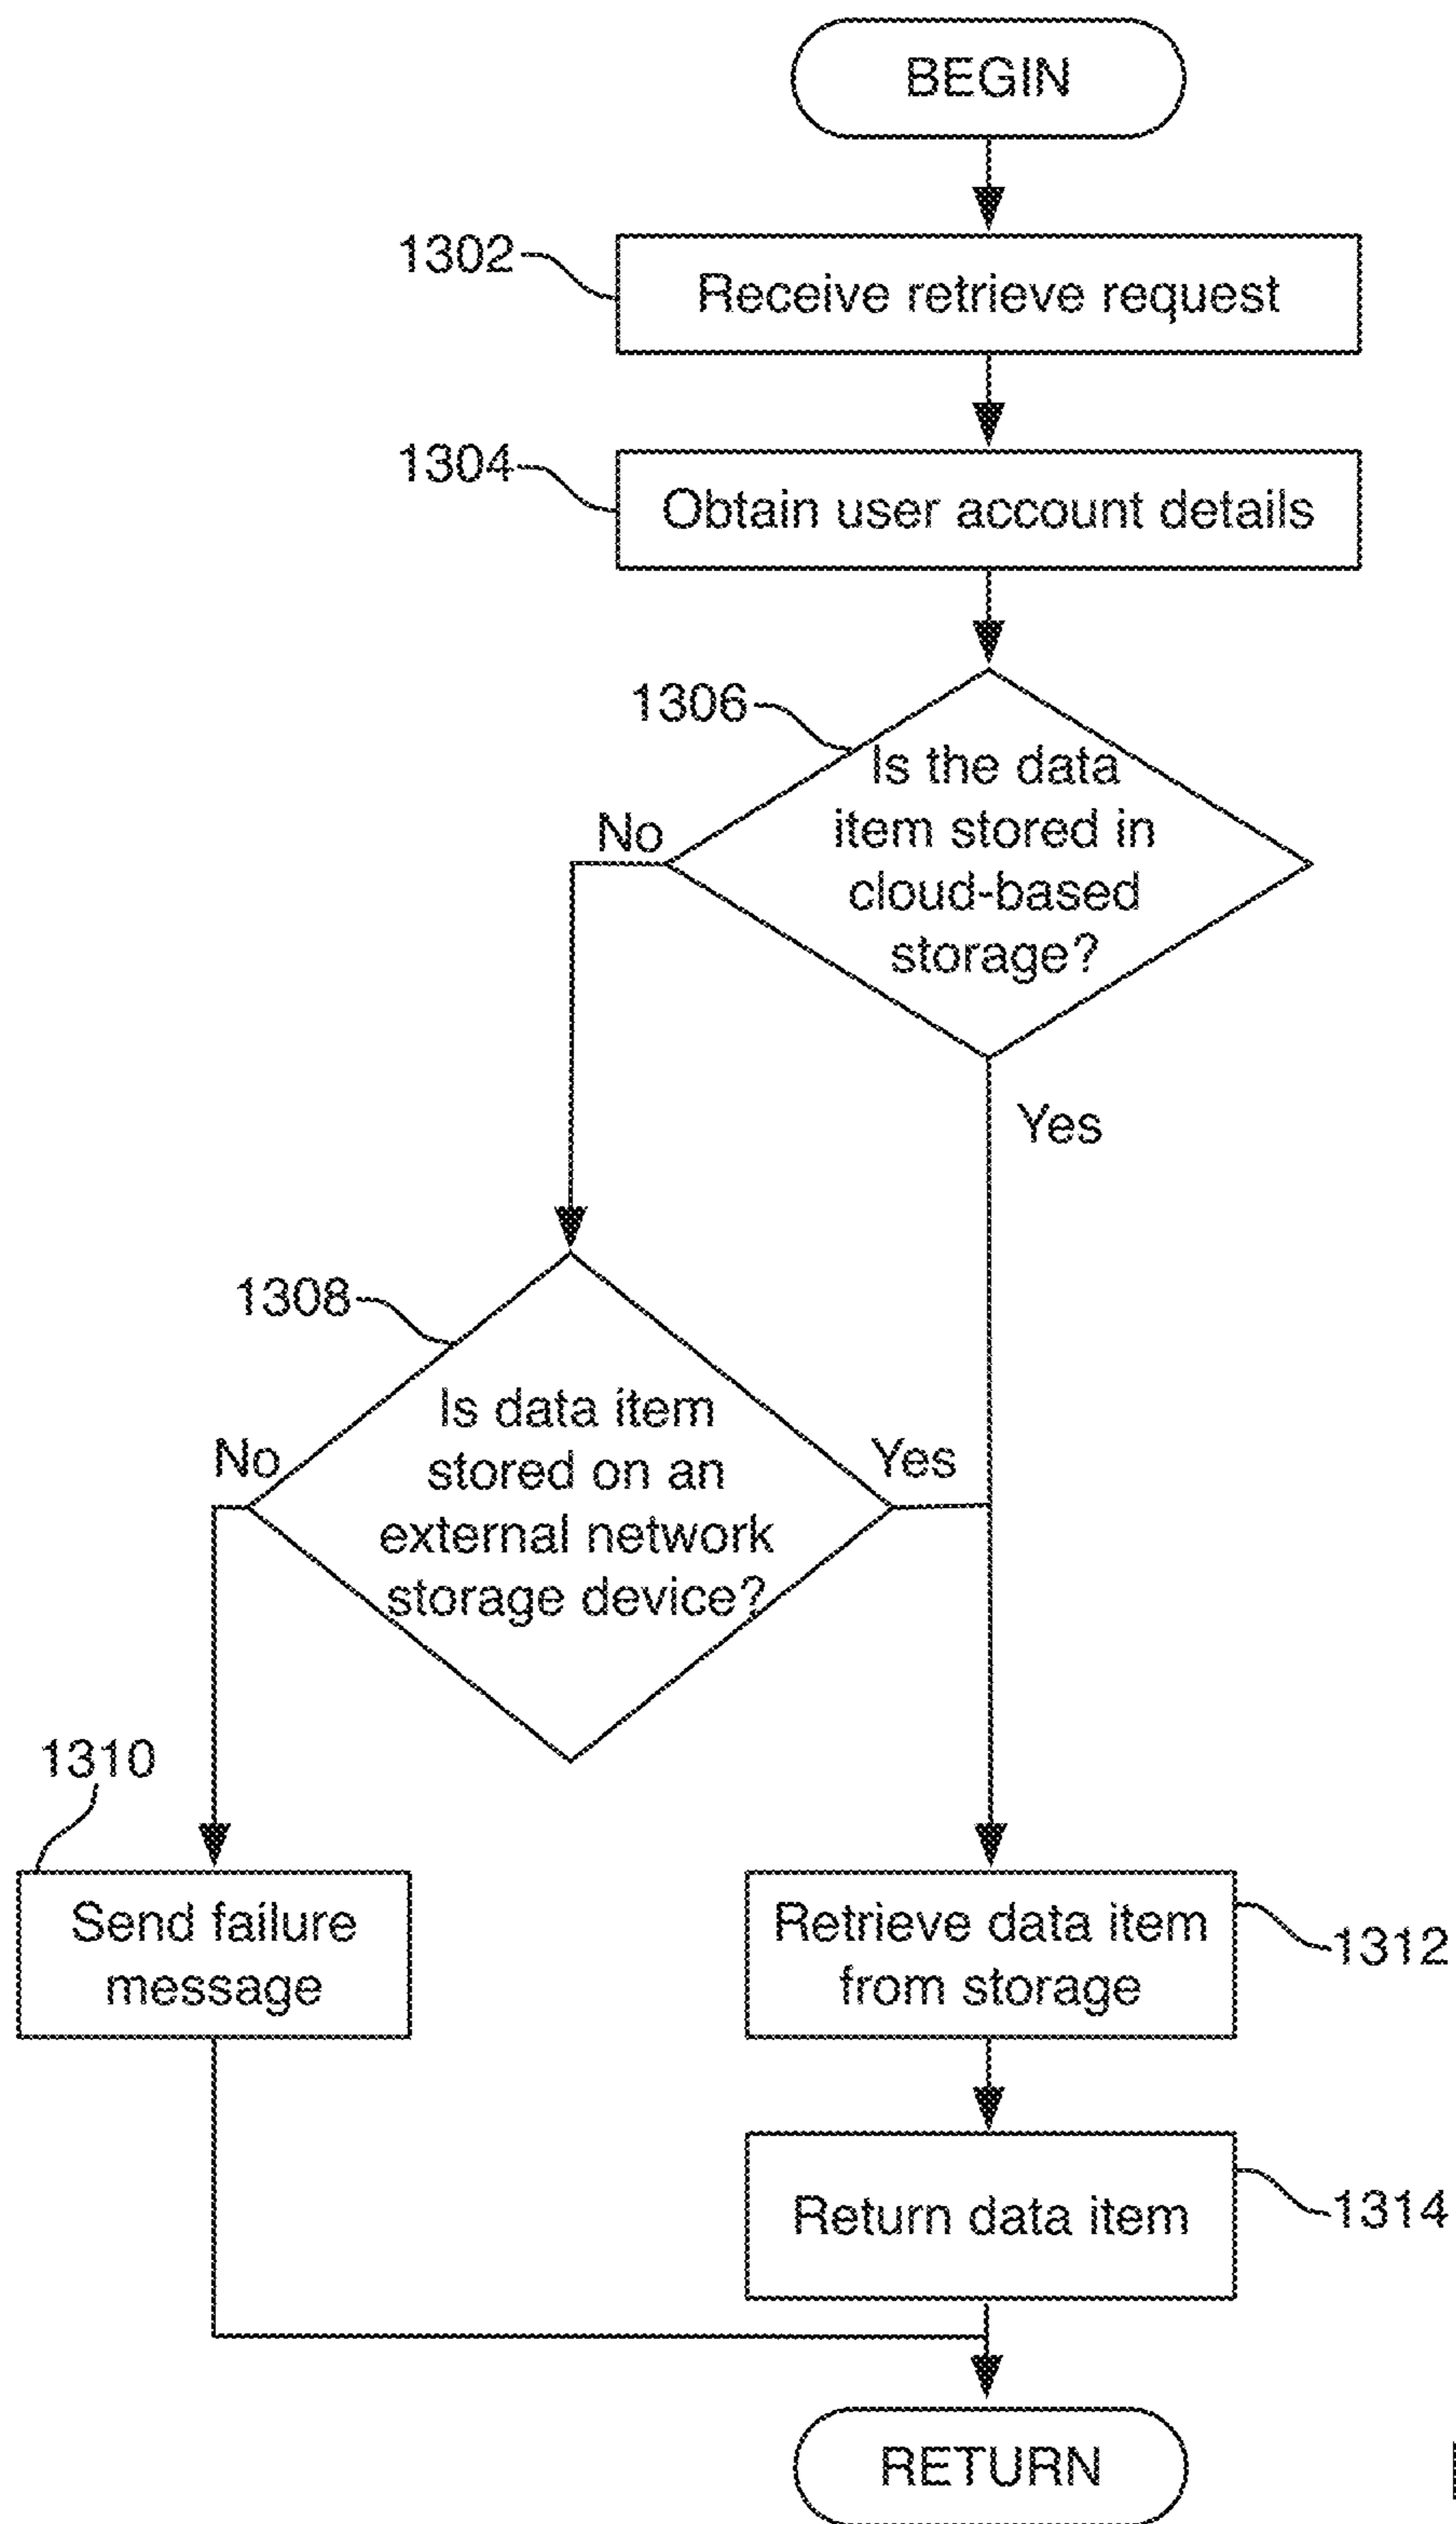 BEGIN
1302
Receive retrieve request
1304
Obtain user account details
1306
Is the data
item stored in
cloud-based
storage?
No
Yes
1308
Is data item
stored on an
external network
storage device?
No
Yes
1310
Send failure
message
Retrieve data item
from storage
1312
Return data item
1314
RETURN